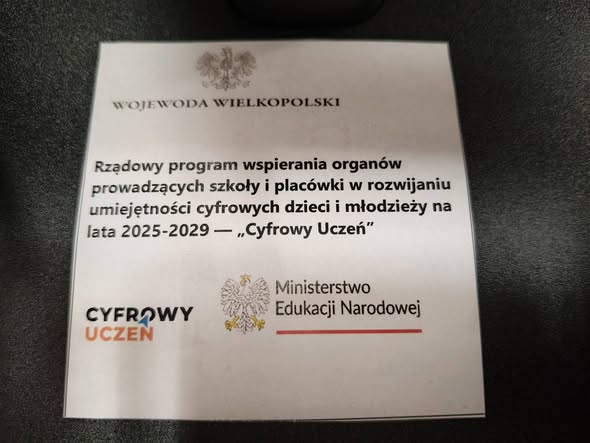 WOJEWODA WIELKOPOLSKI
Rządowy program wspierania organów
prowadzących szkoły i placówki w rozwijaniu
umiejętności cyfrowych dzieci i młodzieży na
lata 2025-2029 — „Cyfrowy Uczeń”
CYFROWY
UCZEŃ
Ministerstwo
Edukacji Narodowej